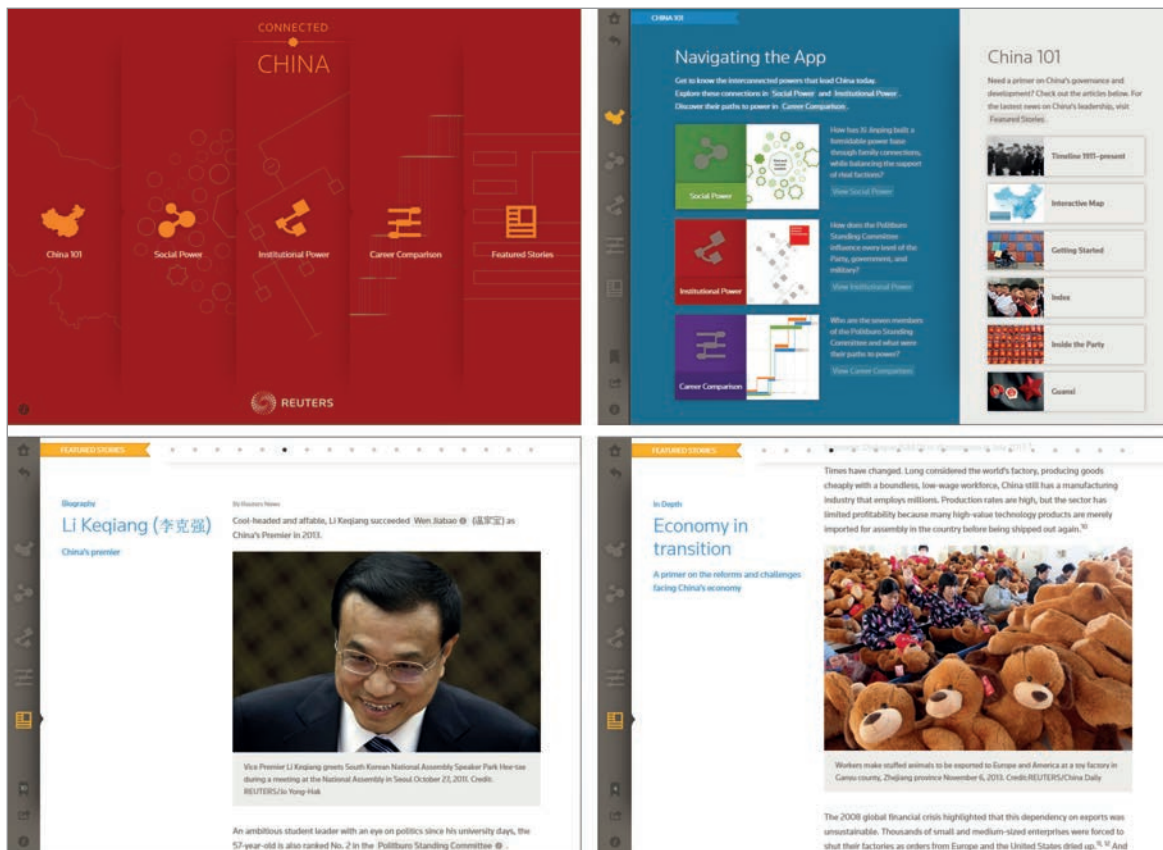 CONNECTED
CHINA
China 101
Social Power
Institutional Power
Career Comparison
Featured Stories
REUTERS
CHINA 101
Navigating the App
Get to know the interconnected powers that lead China today.
Explore these connections in Social Power and Institutional Power.
Discover their paths to power in Career Comparison.
Social Power
How has Xi Jinping built a
formidable power base
through family connections,
while balancing the support
of rival factions?
View Social Power
Institutional Power
How does the Politburo
Standing Committee
influence every level of the
Party, government, and
military?
View Institutional Power
Career Comparison
Who are the seven members
of the Politburo Standing
Committee and what were
their paths to power?
View Career Comparison
China 101
Need a primer on China's governance and
development? Check out the articles below. For
the lastest news on China's leadership, visit
Featured Stories.
Timeline 1911–present
Interactive Map
Getting Started
Index
Inside the Party
Guanxi
FEATURED STORIES
Biography
Li Keqiang (李克强)
China's premier
By Reuters News
Cool-headed and affable, Li Keqiang succeeded Wen Jiabao (温家宝) as
China's Premier in 2013.
Vice Premier Li Keqiang greets South Korean National Assembly Speaker Park Hee-tae
during a meeting at the National Assembly in Seoul October 27, 2011. Credit:
REUTERS/Jo Yong-Hak
An ambitious student leader with an eye on politics since his university days, the
57-year-old is also ranked No. 2 in the Politburo Standing Committee.
FEATURED STORIES
In Depth
Economy in
transition
A primer on the reforms and challenges
facing China's economy
Times have changed. Long considered the world's factory, producing goods
cheaply with a boundless, low-wage workforce, China still has a manufacturing
industry that employs millions. Production rates are high, but the sector has
limited profitability because many high-value technology products are merely
imported for assembly in the country before being shipped out again.10
Workers make stuffed animals to be exported to Europe and America at a toy factory in
Ganyu county, Zhejiang province November 6, 2013. Credit:REUTERS/China Daily
The 2008 global financial crisis highlighted that this dependency on exports was
unsustainable. Thousands of small and medium-sized enterprises were forced to
shut their factories as orders from Europe and the United States dried up.11, 12 And